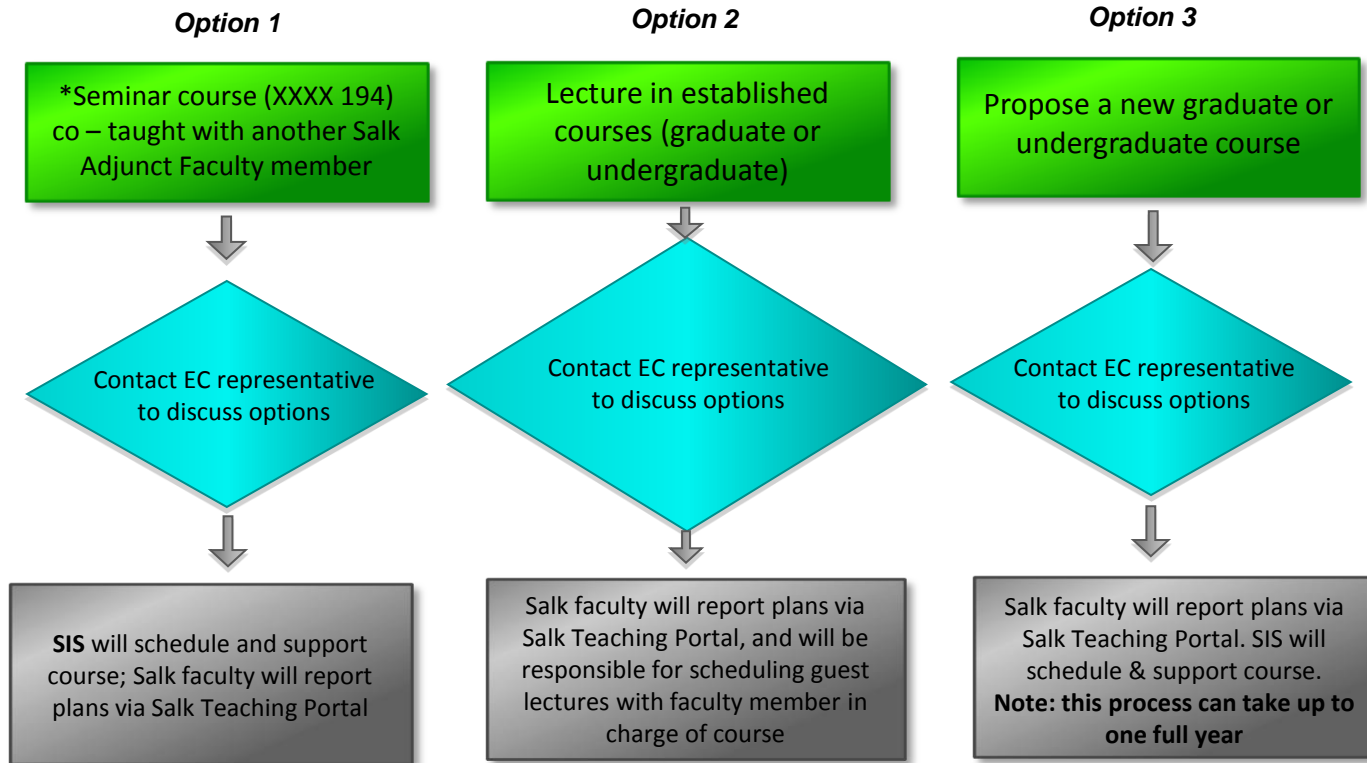 Option 1
*Seminar course (XXXX 194)
co – taught with another Salk
Adjunct Faculty member
Contact EC representative
to discuss options
SIS will schedule and support
course; Salk faculty will report
plans via Salk Teaching Portal
Option 2
Lecture in established
courses (graduate or
undergraduate)
Contact EC representative
to discuss options
Salk faculty will report plans via
Salk Teaching Portal, and will be
responsible for scheduling guest
lectures with faculty member in
charge of course
Option 3
Propose a new graduate or
undergraduate course
Contact EC representative
to discuss options
Salk faculty will report plans via
Salk Teaching Portal. SIS will
schedule & support course.
Note: this process can take up to
one full year